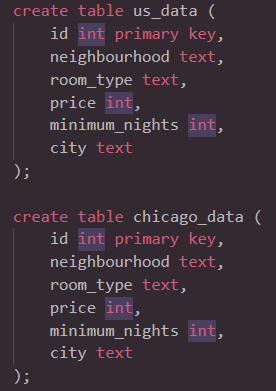 create table us_data (
    id int primary key,
    neighbourhood text,
    room_type text,
    price int,
    minimum_nights int,
    city text
);

create table chicago_data (
    id int primary key,
    neighbourhood text,
    room_type text,
    price int,
    minimum_nights int,
    city text
);